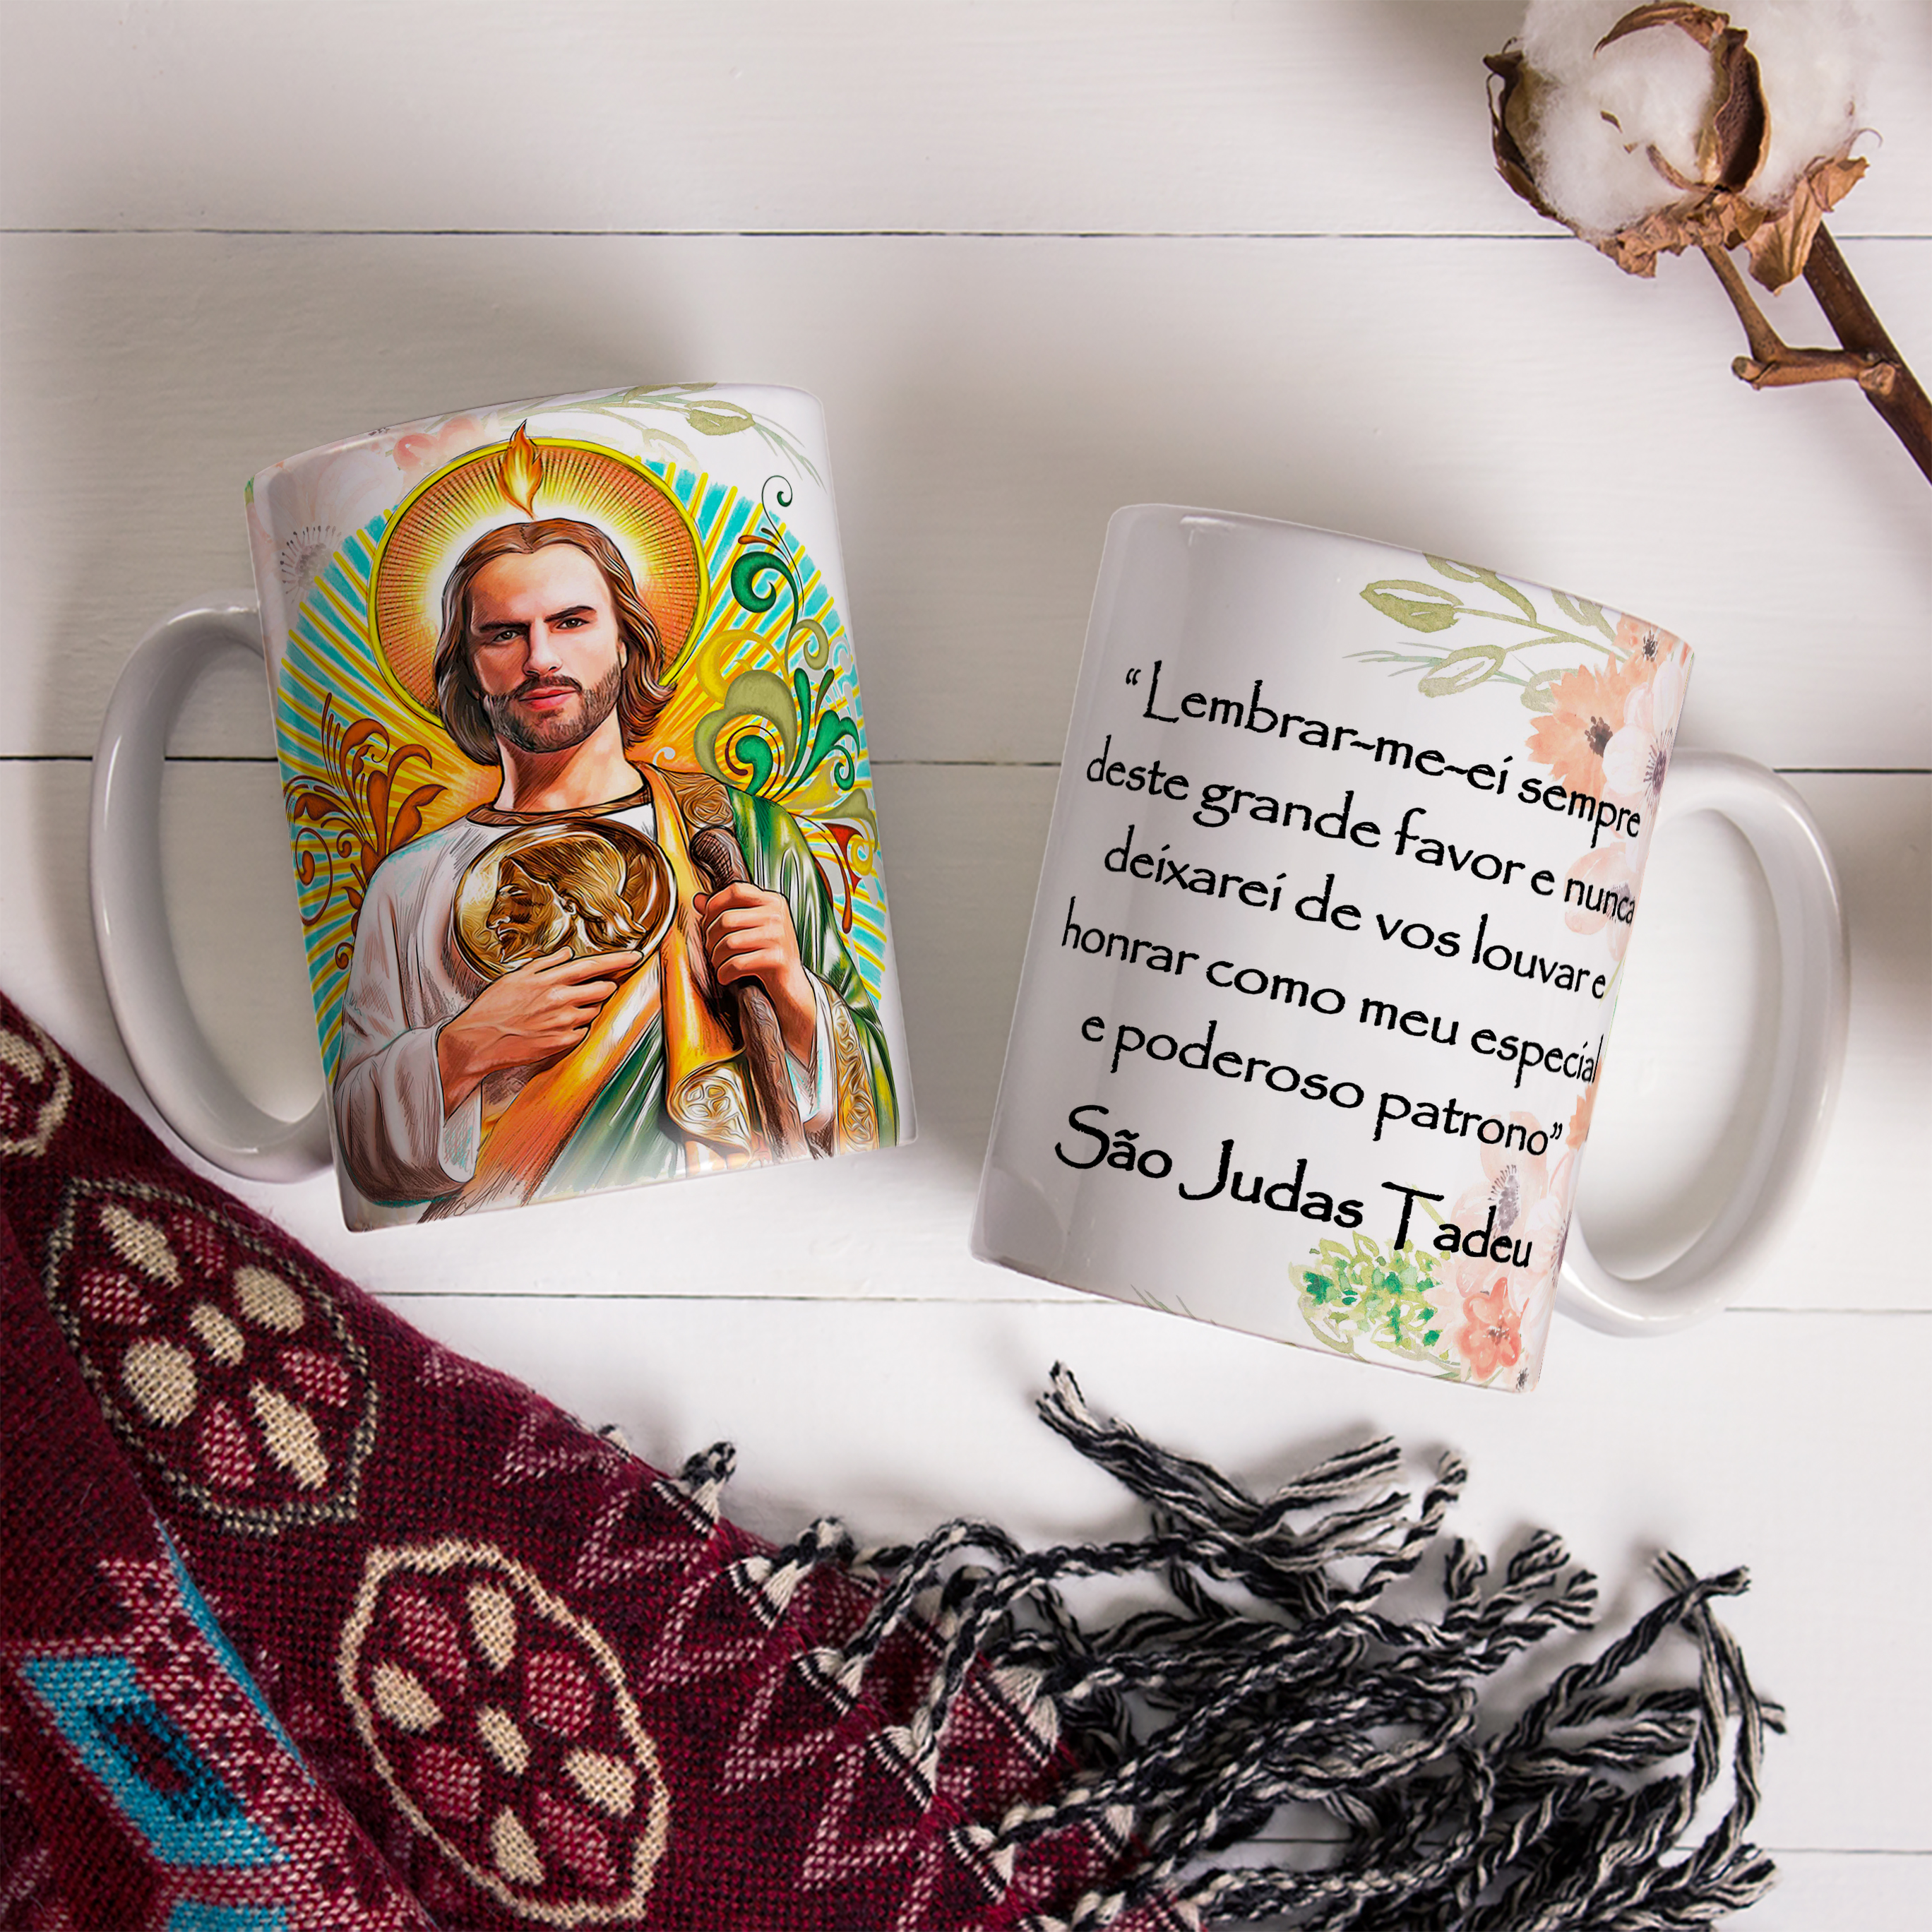 “Lembrar-me-ei sempre
deste grande favor e nunca
deixarei de vos louvar e
honrar como meu especial
e poderoso patrono”
São Judas Tadeu